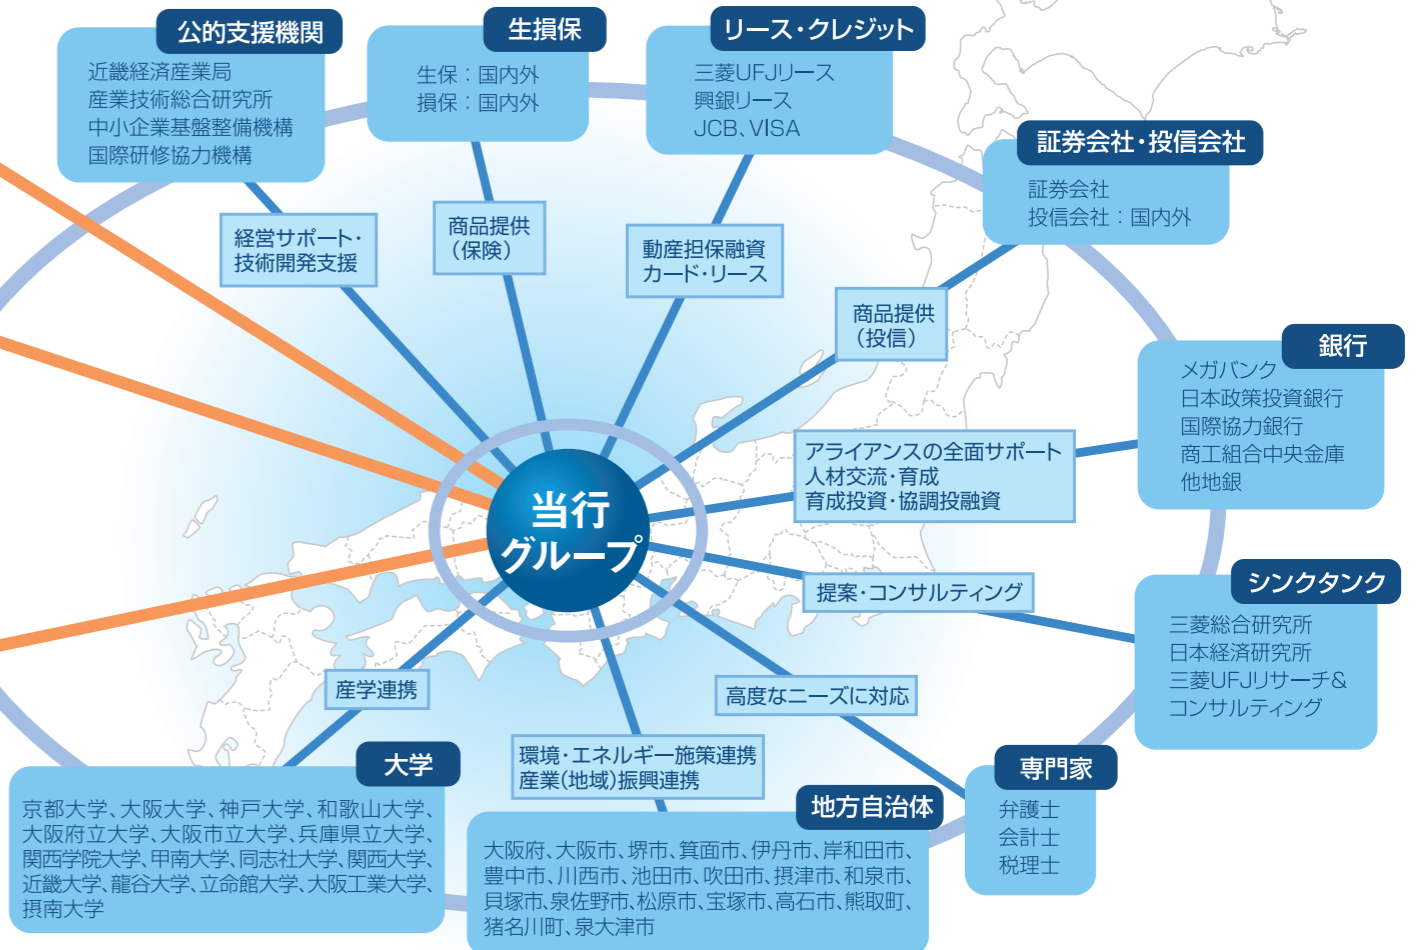 公的支援機関
近畿経済産業局
産業技術総合研究所
中小企業基盤整備機構
国際研修協力機構
生損保
生保：国内外
損保：国内外
リース・クレジット
三菱UFJリース
興銀リース
JCB、VISA
証券会社・投信会社
証券会社
投信会社：国内外
経営サポート・
技術開発支援
商品提供
（保険）
動産担保融資
カード・リース
商品提供
（投信）
銀行
メガバンク
日本政策投資銀行
国際協力銀行
商工組合中央金庫
他地銀
アライアンスの全面サポート
人材交流・育成
育成投資・協調投融資
当行
グループ
提案・コンサルティング
シンクタンク
三菱総合研究所
日本経済研究所
三菱UFJリサーチ&
コンサルティング
産学連携
高度なニーズに対応
環境・エネルギー施策連携
産業(地域)振興連携
大学
京都大学、大阪大学、神戸大学、和歌山大学、
大阪府立大学、大阪市立大学、兵庫県立大学、
関西学院大学、甲南大学、同志社大学、関西大学、
近畿大学、龍谷大学、立命館大学、大阪工業大学、
摂南大学
地方自治体
大阪府、大阪市、堺市、箕面市、伊丹市、岸和田市、
豊中市、川西市、池田市、吹田市、摂津市、和泉市、
貝塚市、泉佐野市、松原市、宝塚市、高石市、熊取町、
猪名川町、泉大津市
専門家
弁護士
会計士
税理士